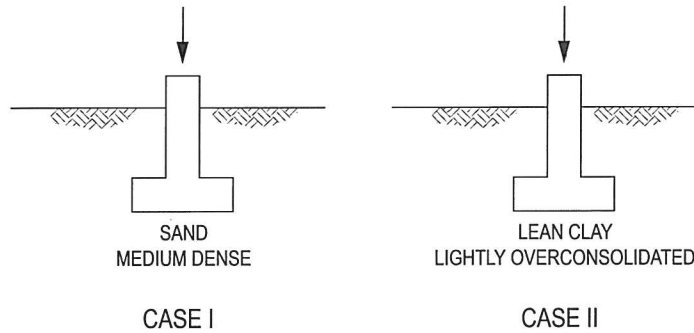 SAND
MEDIUM DENSE
LEAN CLAY
LIGHTLY OVERCONSOLIDATED
CASE I
CASE II